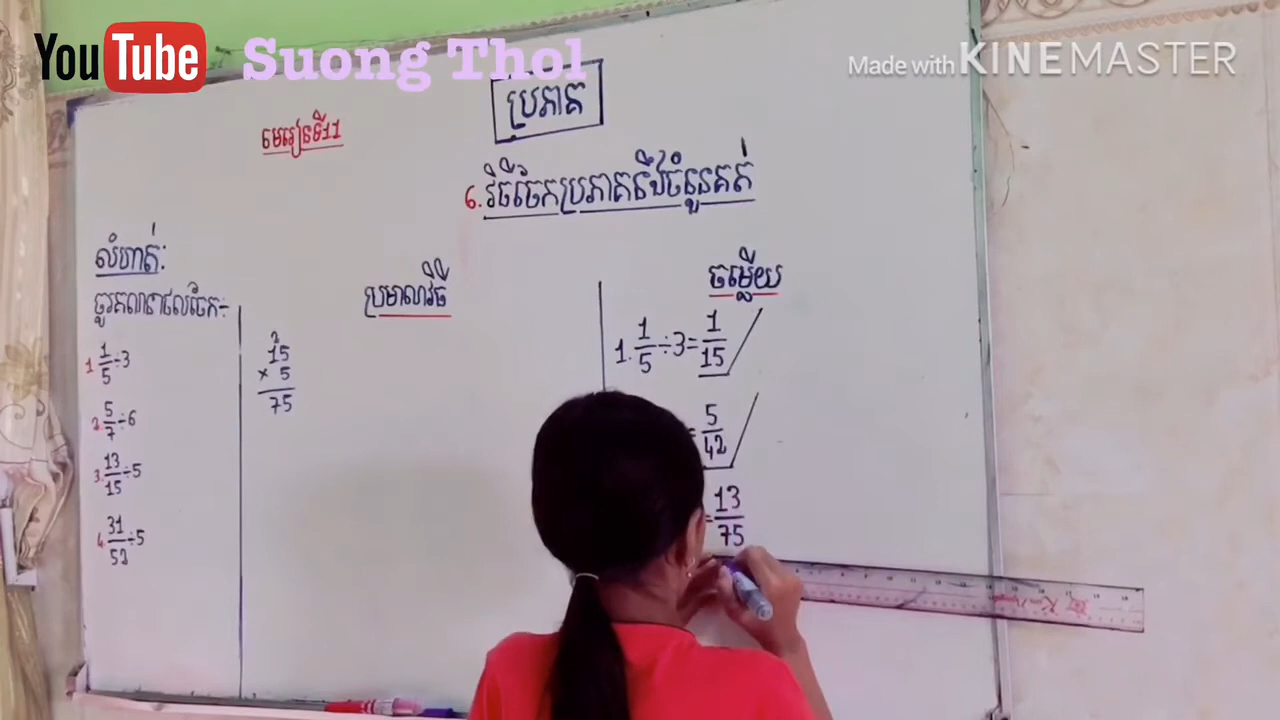 YouTube Suong Thol
Made with KINEMASTER
ប្រភាគ
មេរៀនទី11
6. វិធីចែកប្រភាគនឹងចំនួនគត់
លំហាត់:
ចូរគណនាផលចែក÷
1. 1/5 ÷3
2. 5/7 ÷6
3. 13/15 ÷5
4. 31/53 ÷5
ប្រមាណវិធី
2
15
× 5
75
ចម្លើយ
1. 1/5 ÷3= 1/15
= 5/42
= 13/75